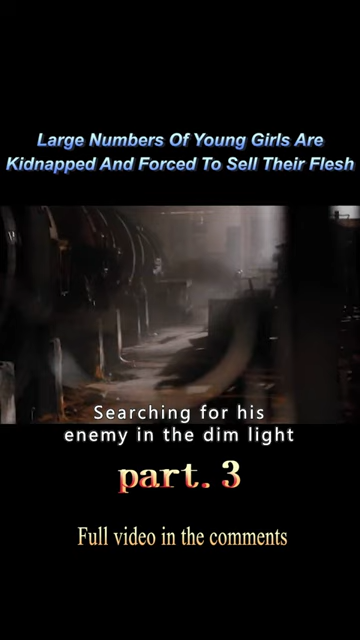 Large Numbers Of Young Girls Are
Kidnapped And Forced To Sell Their Flesh
Searching for his
enemy in the dim light
part. 3
Full video in the comments